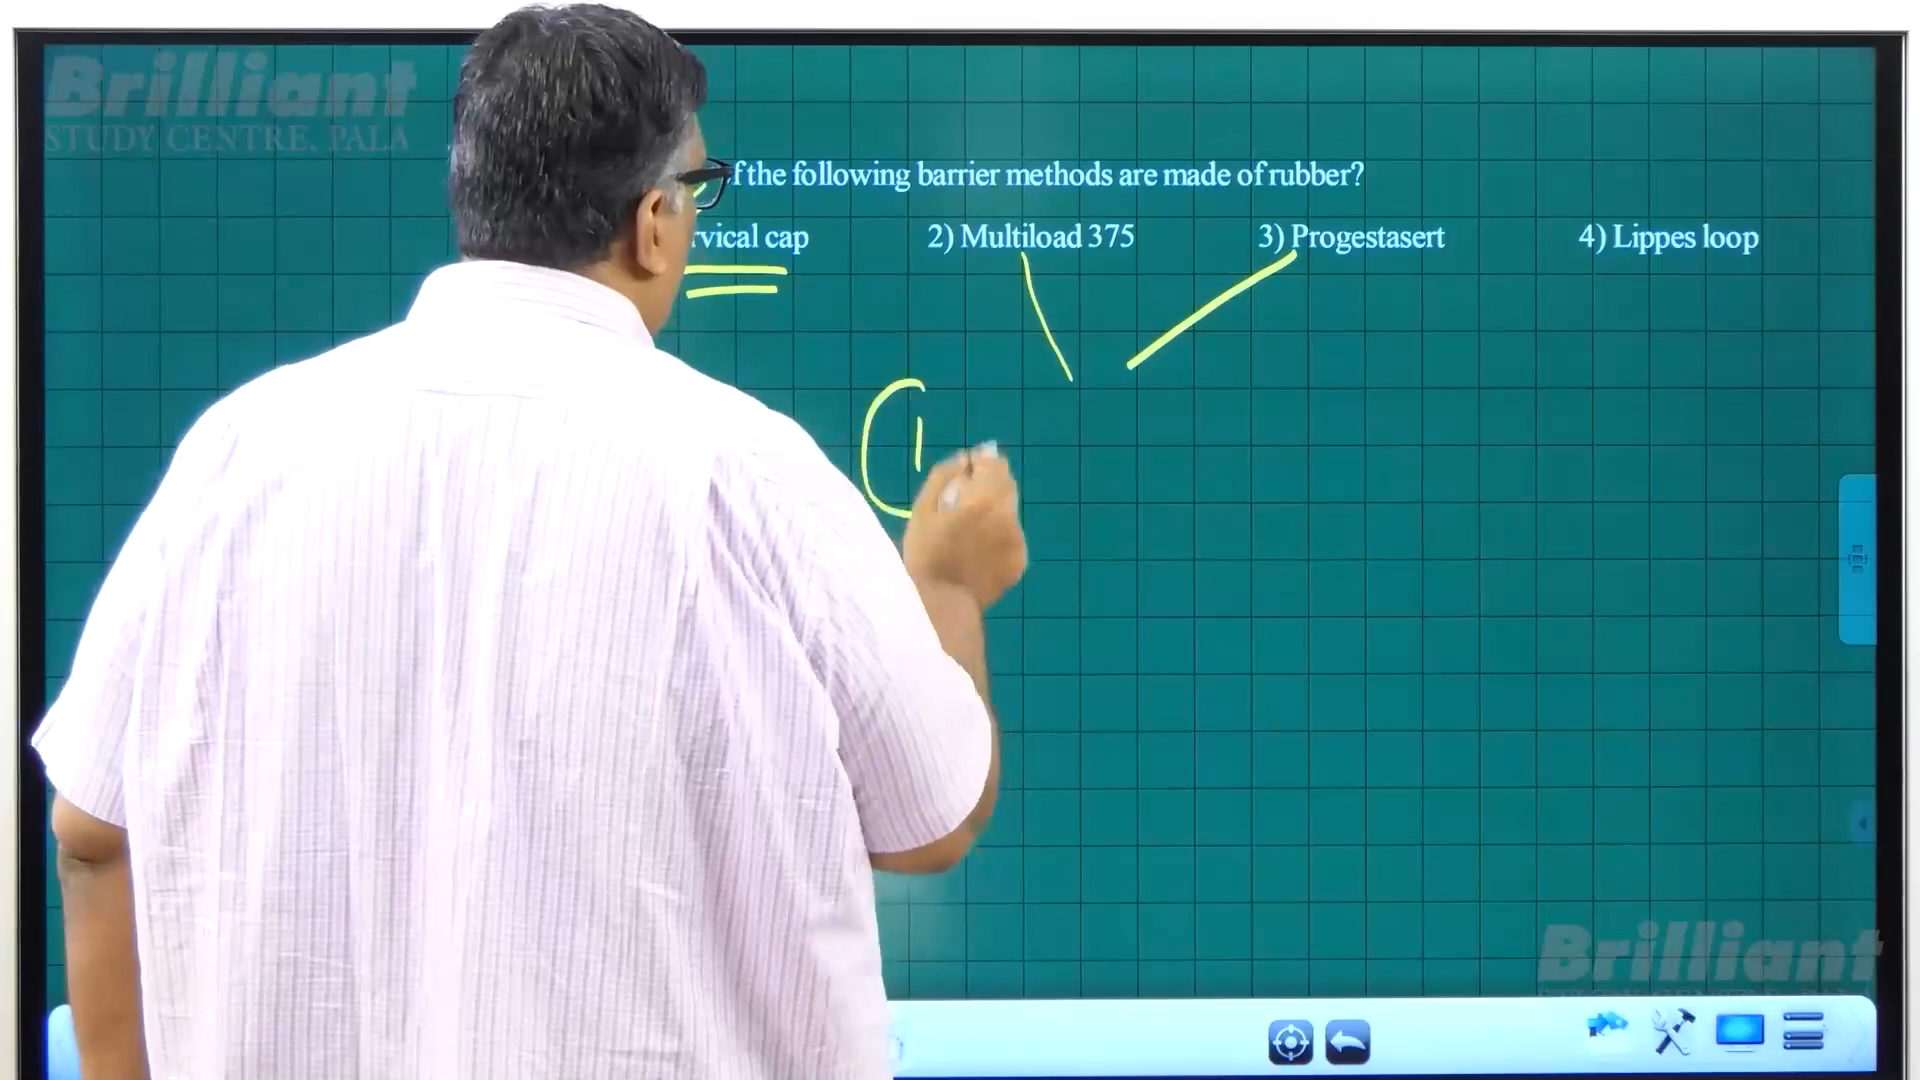 Brilliant
STUDY CENTRE, PALA
f the following barrier methods are made of rubber?
rvical cap 2) Multiload 375 3) Progestasert 4) Lippes loop
Brilliant